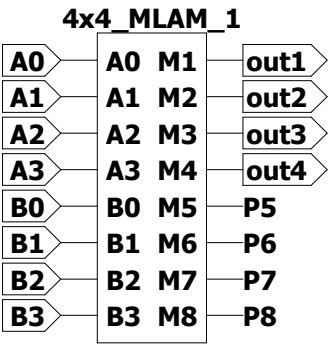 4x4_MLAM_1
A0 A0 M1 out1
A1 A1 M2 out2
A2 A2 M3 out3
A3 A3 M4 out4
B0 B0 M5 P5
B1 B1 M6 P6
B2 B2 M7 P7
B3 B3 M8 P8